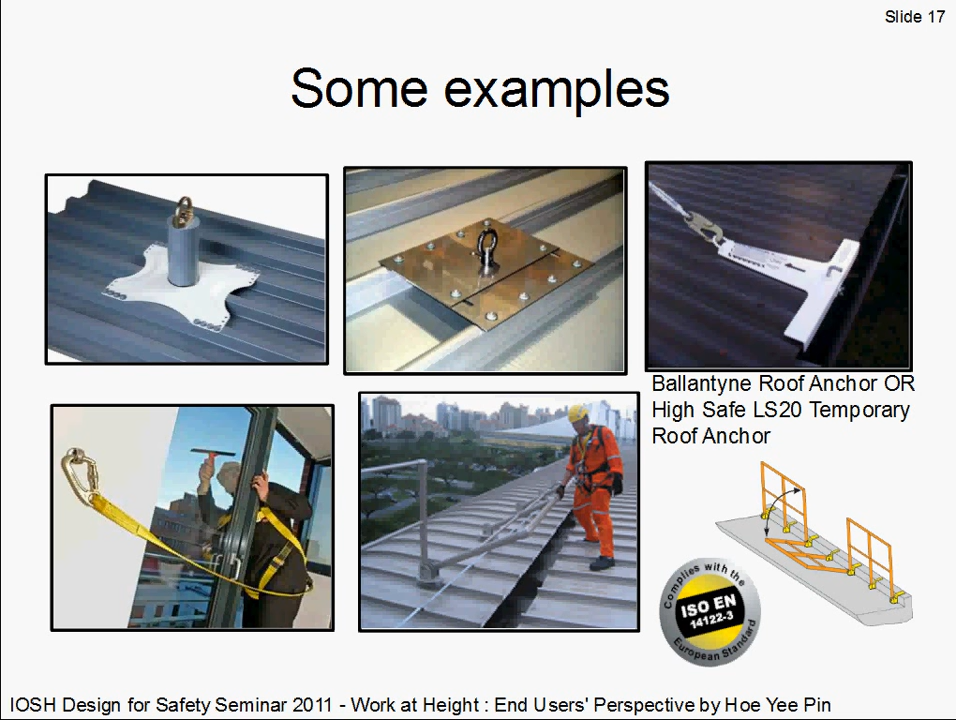 Slide 17
Some examples
Ballantyne Roof Anchor OR
High Safe LS20 Temporary
Roof Anchor
Complies with the
ISO EN
14122-3
European Standard
IOSH Design for Safety Seminar 2011 - Work at Height : End Users' Perspective by Hoe Yee Pin